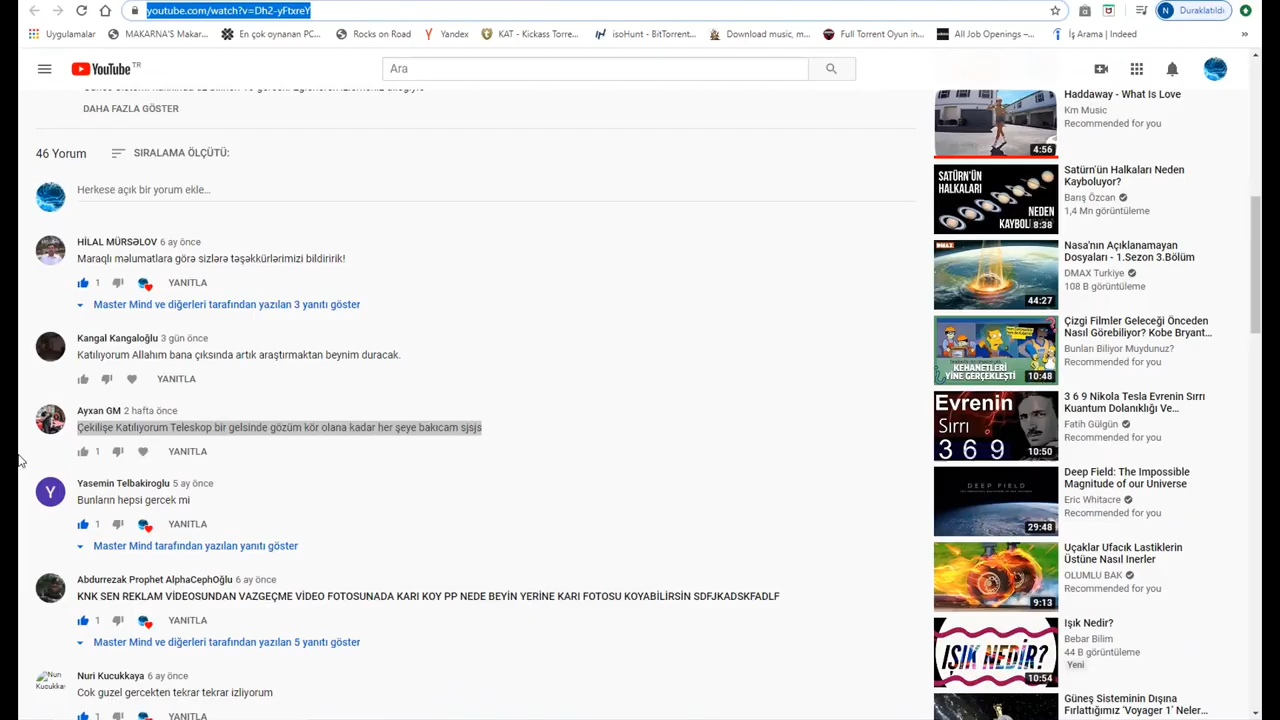 youtube.com/watch?v=Dh2-yFtxreY
N Duraklatıldı
Uygulamalar
MAKARNA'S Makar...
En çok oynanan PC...
Rocks on Road
Yandex
KAT - Kickass Torre...
isoHunt - BitTorrent...
Download music, m...
Full Torrent Oyun in...
All Job Openings –...
İş Arama | Indeed
»
YouTube TR
Ara
DAHA FAZLA GÖSTER
46 Yorum
SIRALAMA ÖLÇÜTÜ:
Herkese açık bir yorum ekle...
HİLAL MÜRSƏLOV 6 ay önce
Maraqlı məlumatlara görə sizlərə təşəkkürlərimizi bildiririk!
1 YANITLA
Master Mind ve diğerleri tarafından yazılan 3 yanıtı göster
Kangal Kangaloğlu 3 gün önce
Katılıyorum Allahım bana çıksında artık araştırmaktan beynim duracak.
YANITLA
Ayxan GM 2 hafta önce
Çekilişe Katılıyorum Teleskop bir gelsinde gözüm kör olana kadar her şeye bakıcam sjsjs
1 YANITLA
Y
Yasemin Telbakiroglu 5 ay önce
Bunların hepsi gercek mi
1 YANITLA
Master Mind tarafından yazılan yanıtı göster
Abdurrezak Prophet AlphaCephOğlu 6 ay önce
KNK SEN REKLAM VİDEOSUNDAN VAZGEÇME VİDEO FOTOSUNADA KARI KOY PP NEDE BEYİN YERİNE KARI FOTOSU KOYABİLİRSİN SDFJKADSKFADLF
1 YANITLA
Master Mind ve diğerleri tarafından yazılan 5 yanıtı göster
Nuri Kucukkaya 6 ay önce
Cok guzel gercekten tekrar tekrar izliyorum
1 YANITLA
Haddaway - What Is Love
Km Music
Recommended for you
4:56
SATÜRN'ÜN
HALKALARI
NEDEN
8:38
Satürn'ün Halkaları Neden
Kayboluyor?
Barış Özcan
1,4 Mn görüntüleme
DMAX
44:27
Nasa'nın Açıklanamayan
Dosyaları - 1.Sezon 3.Bölüm
DMAX Turkiye
108 B görüntüleme
KEHANETLERİ
YİNE GERÇEKLEŞTİ
10:48
Çizgi Filmler Geleceği Önceden
Nasıl Görebiliyor? Kobe Bryant...
Bunları Biliyor Muydunuz?
Recommended for you
Evrenin
Sırrı
3 6 9
10:50
3 6 9 Nikola Tesla Evrenin Sırrı
Kuantum Dolanıklığı Ve...
Fatih Gülgün
Recommended for you
DEEP FIELD
29:48
Deep Field: The Impossible
Magnitude of our Universe
Eric Whitacre
Recommended for you
9:13
Uçaklar Ufacık Lastiklerin
Üstüne Nasıl Inerler
OLUMLU BAK
Recommended for you
IŞIK NEDİR?
10:54
Işık Nedir?
Bebar Bilim
44 B görüntüleme
Yeni
Güneş Sisteminin Dışına
Fırlattığımız 'Voyager 1' Neler...